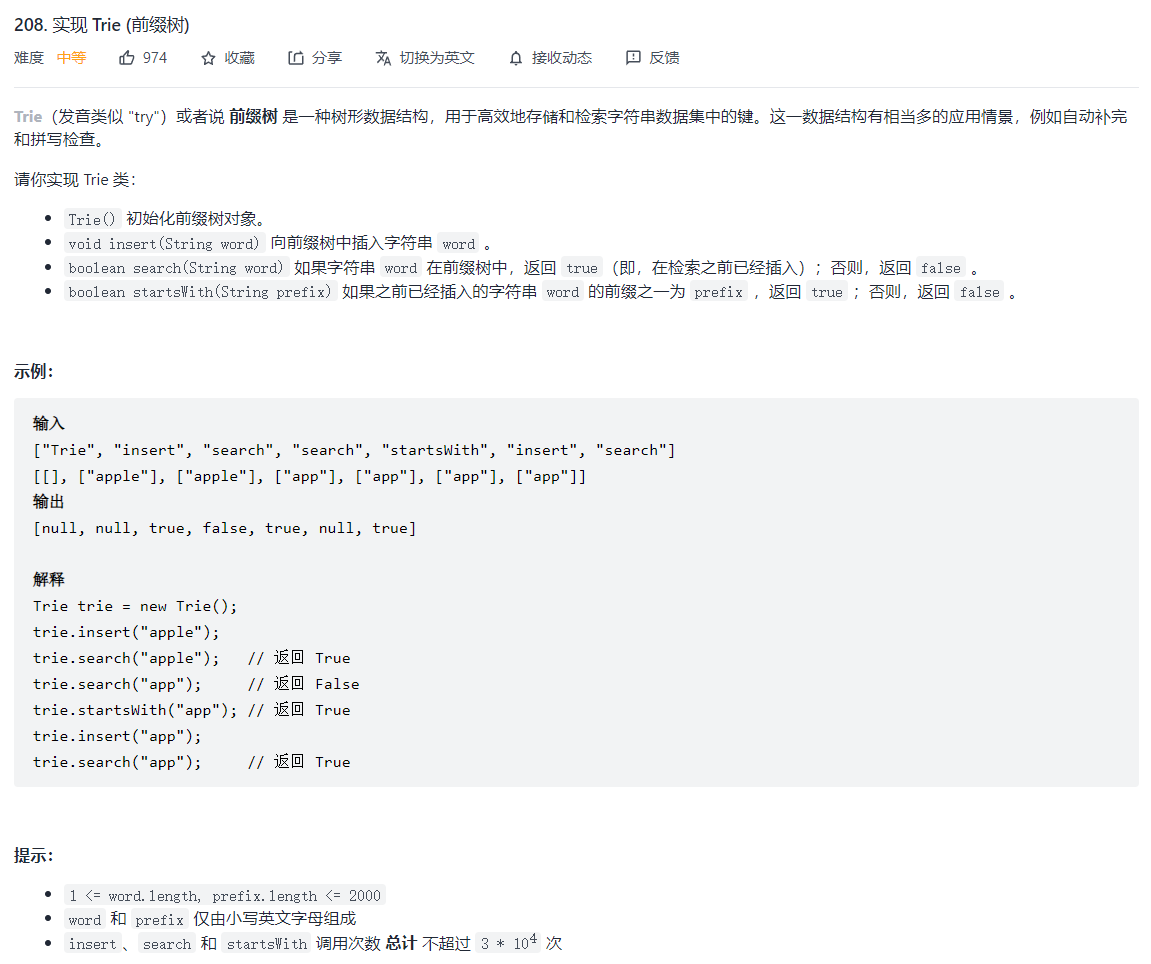 208. 实现 Trie (前缀树)
难度 中等 974 收藏 分享 切换为英文 接收动态 反馈
Trie（发音类似 "try"）或者说 前缀树 是一种树形数据结构，用于高效地存储和检索字符串数据集中的键。这一数据结构有相当多的应用情景，例如自动补完
和拼写检查。
请你实现 Trie 类：
Trie() 初始化前缀树对象。
void insert(String word) 向前缀树中插入字符串 word 。
boolean search(String word) 如果字符串 word 在前缀树中，返回 true（即，在检索之前已经插入）；否则，返回 false 。
boolean startsWith(String prefix) 如果之前已经插入的字符串 word 的前缀之一为 prefix ，返回 true ；否则，返回 false 。
示例：
输入
["Trie", "insert", "search", "search", "startsWith", "insert", "search"]
[[], ["apple"], ["apple"], ["app"], ["app"], ["app"], ["app"]]
输出
[null, null, true, false, true, null, true]
解释
Trie trie = new Trie();
trie.insert("apple");
trie.search("apple");   // 返回 True
trie.search("app");     // 返回 False
trie.startsWith("app"); // 返回 True
trie.insert("app");
trie.search("app");     // 返回 True
提示：
1 <= word.length, prefix.length <= 2000
word 和 prefix 仅由小写英文字母组成
insert、search 和 startsWith 调用次数 总计 不超过 3 * 10⁴ 次